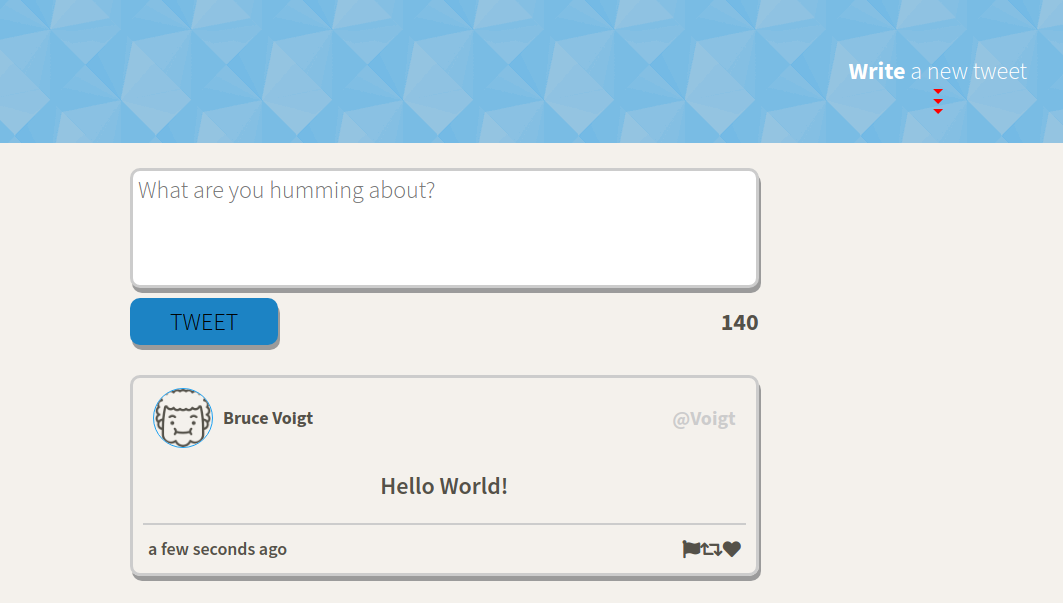 Write a new tweet
What are you humming about?
TWEET
140
Bruce Voigt
@Voigt
Hello World!
a few seconds ago